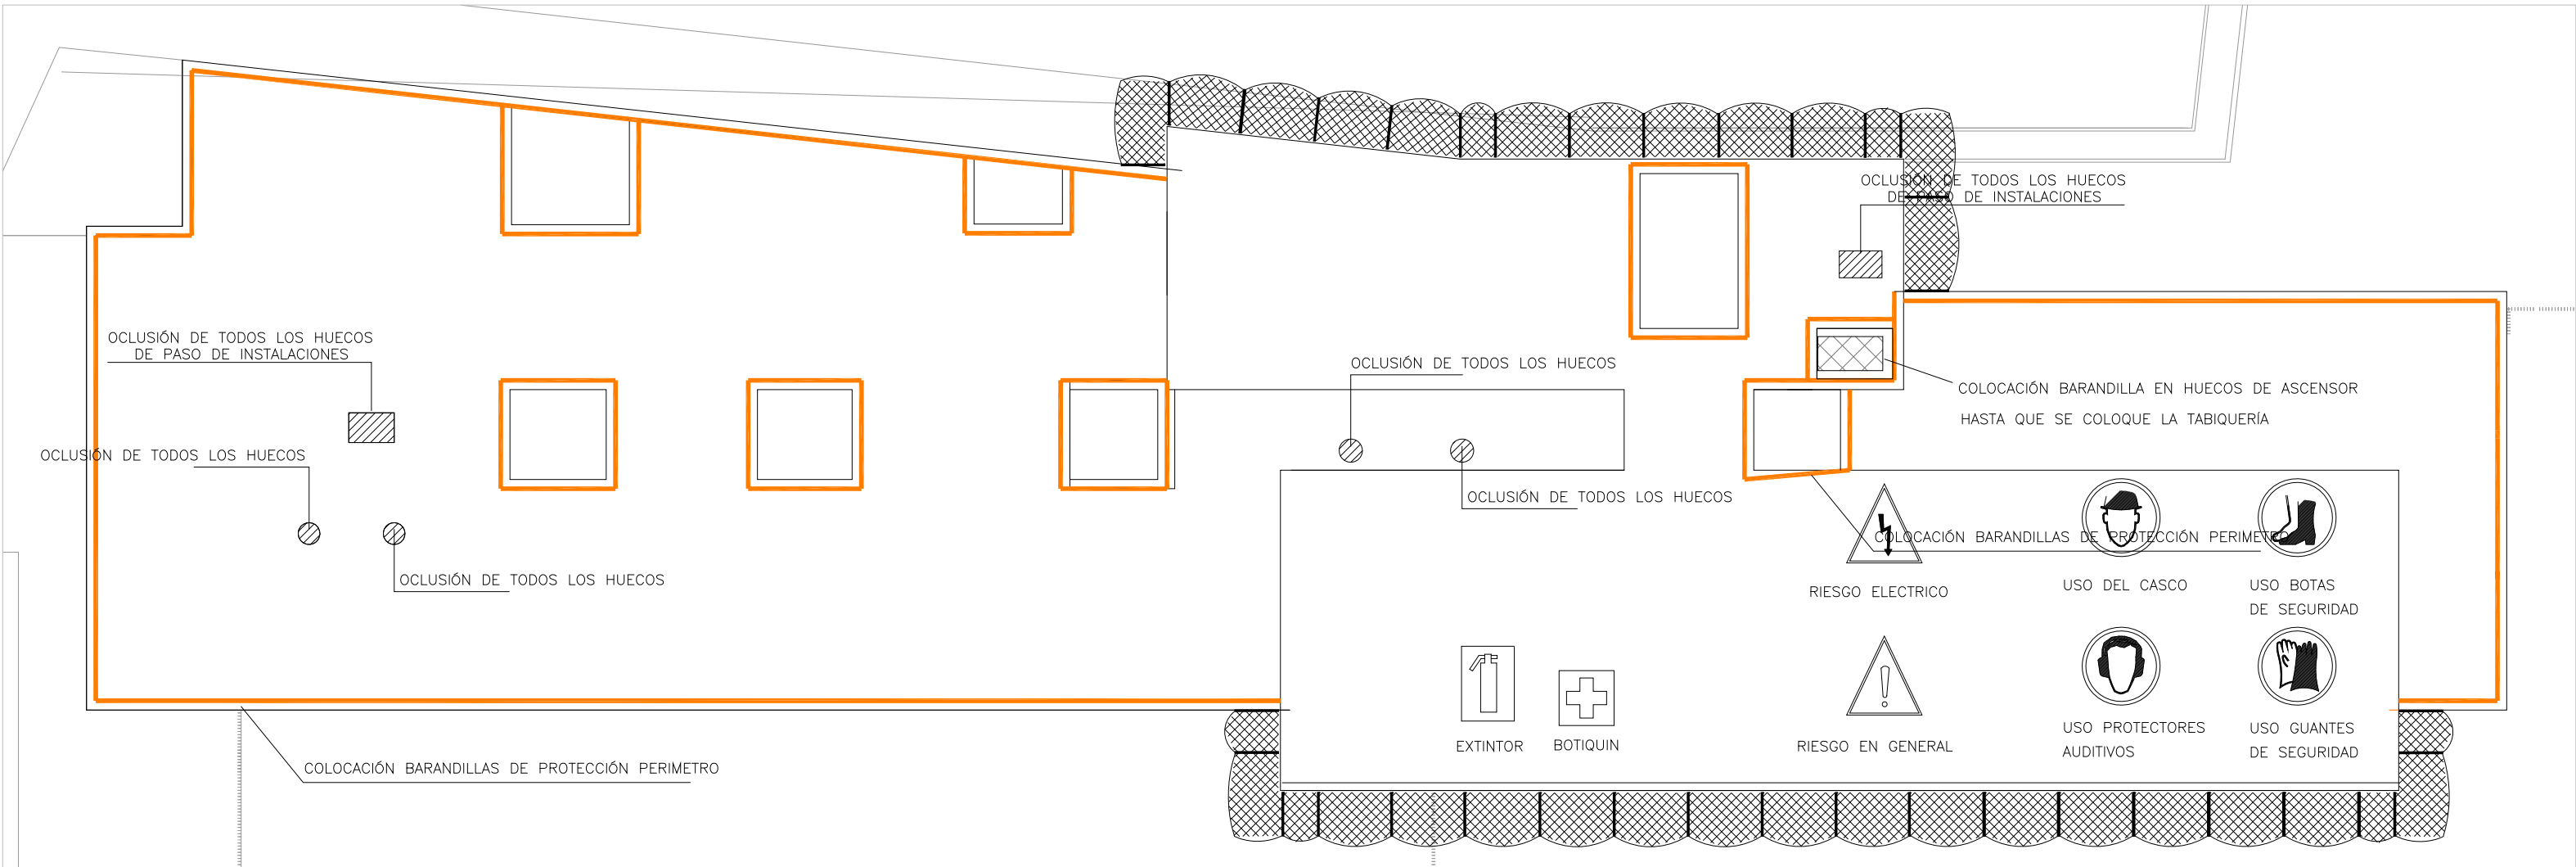 OCLUSIÓN DE TODOS LOS HUECOS
DE PASO DE INSTALACIONES
OCLUSIÓN DE TODOS LOS HUECOS
DE PASO DE INSTALACIONES
OCLUSIÓN DE TODOS LOS HUECOS
COLOCACIÓN BARANDILLA EN HUECOS DE ASCENSOR
HASTA QUE SE COLOQUE LA TABIQUERÍA
OCLUSIÓN DE TODOS LOS HUECOS
OCLUSIÓN DE TODOS LOS HUECOS
COLOCACIÓN BARANDILLAS DE PROTECCIÓN PERIMETRO
OCLUSIÓN DE TODOS LOS HUECOS
RIESGO ELECTRICO
USO DEL CASCO
USO BOTAS
DE SEGURIDAD
EXTINTOR
BOTIQUIN
RIESGO EN GENERAL
USO PROTECTORES
AUDITIVOS
USO GUANTES
DE SEGURIDAD
COLOCACIÓN BARANDILLAS DE PROTECCIÓN PERIMETRO